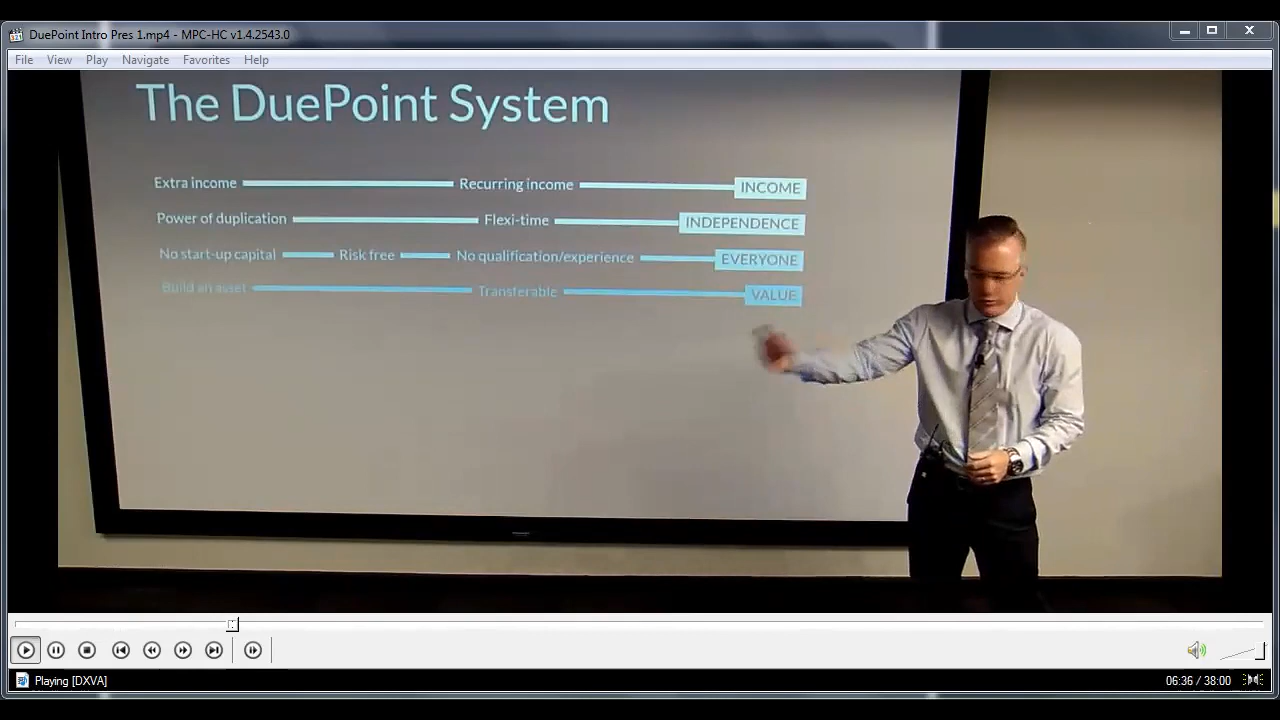 DuePoint Intro Pres 1.mp4 - MPC-HC v1.4.2543.0
File View Play Navigate Favorites Help
The DuePoint System
Extra income Recurring income INCOME
Power of duplication Flexi-time INDEPENDENCE
No start-up capital Risk free No qualification/experience EVERYONE
Build an asset Transferable VALUE
Playing [DXVA] 06:36 / 38:00